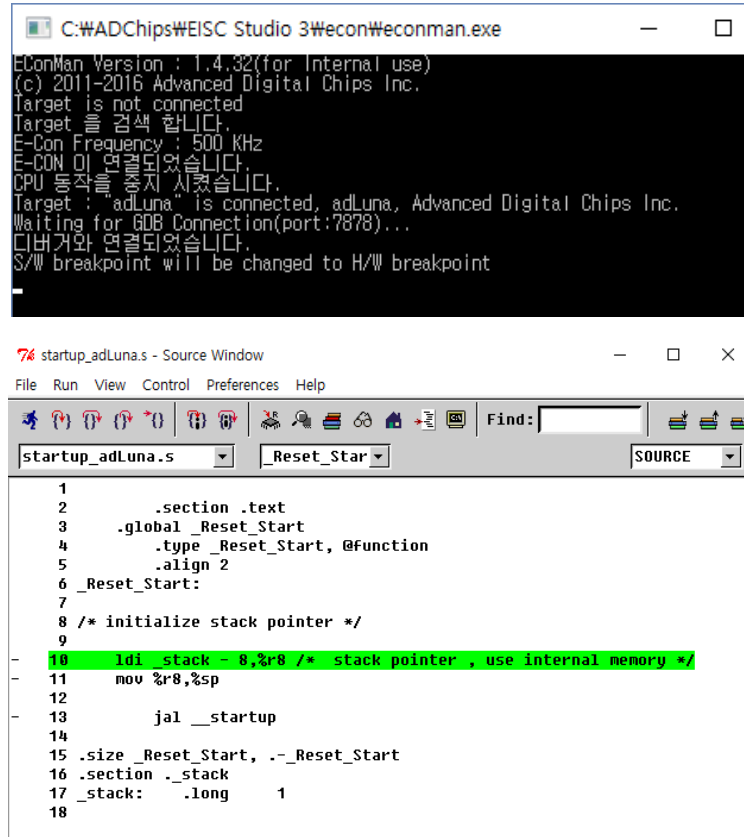 C:₩ADChips₩EISC Studio 3₩econ₩econman.exe
EConMan Version : 1.4.32(for Internal use)
(c) 2011-2016 Advanced Digital Chips Inc.
Target is not connected
Target 을 검색 합니다.
E-Con Frequency : 500 KHz
E-CON 이 연결되었습니다.
CPU 동작을 중지 시켰습니다.
Target : "adLuna" is connected, adLuna, Advanced Digital Chips Inc.
Waiting for GDB Connection(port:7878)...
디버거와 연결되었습니다.
S/W breakpoint will be changed to H/W breakpoint
startup_adLuna.s - Source Window
File Run View Control Preferences Help
Find:
startup_adLuna.s _Reset_Star SOURCE
1
2 .section .text
3 .global _Reset_Start
4 .type _Reset_Start, @function
5 .align 2
6 _Reset_Start:
7
8 /* initialize stack pointer */
9
- 10 ldi _stack - 8,%r8 /* stack pointer , use internal memory */
- 11 mov %r8,%sp
12
- 13 jal __startup
14
15 .size _Reset_Start, .-_Reset_Start
16 .section ._stack
17 _stack: .long 1
18